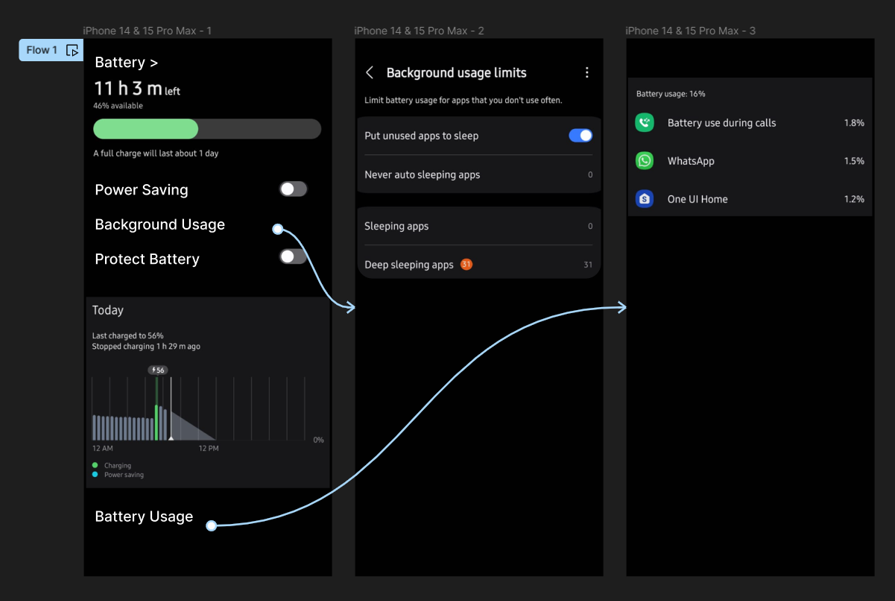 iPhone 14 & 15 Pro Max - 1
iPhone 14 & 15 Pro Max - 2
iPhone 14 & 15 Pro Max - 3
Flow 1
Battery >
11 h 3 m left
46% available
A full charge will last about 1 day
Power Saving
Background Usage
Protect Battery
Today
Last charged to 56%
Stopped charging 1 h 29 m ago
56
0%
12 AM 12 PM
Charging
Power saving
Battery Usage
Background usage limits
Limit battery usage for apps that you don't use often.
Put unused apps to sleep
Never auto sleeping apps 0
Sleeping apps 0
Deep sleeping apps 31 31
Battery usage: 16%
Battery use during calls 1.8%
WhatsApp 1.5%
One UI Home 1.2%